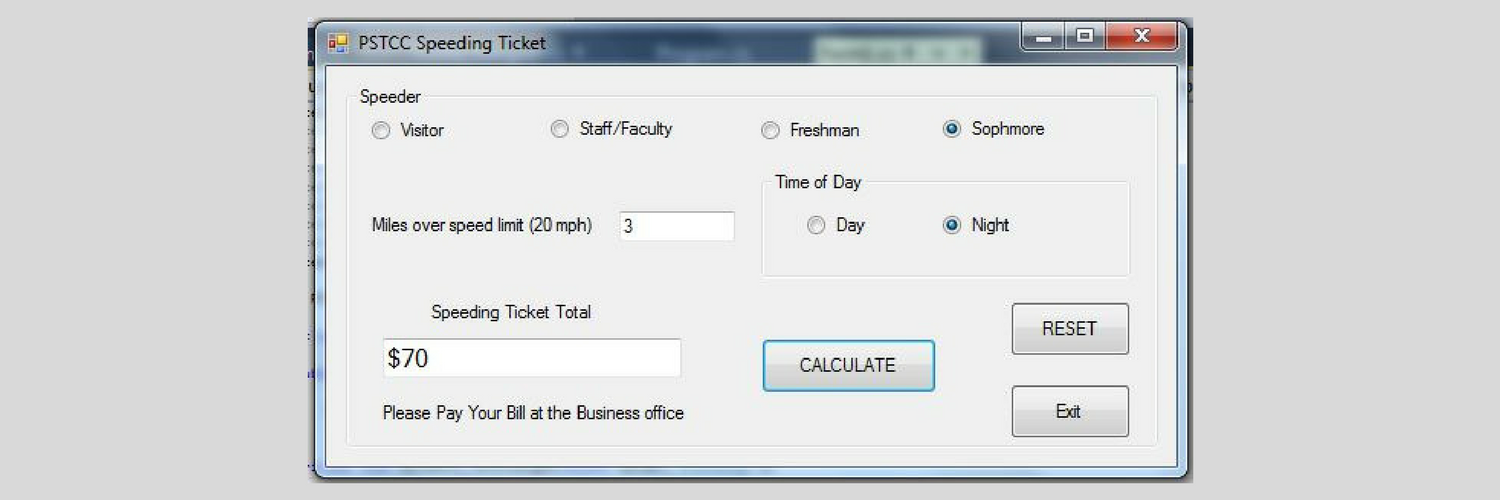 PSTCC Speeding Ticket
Speeder
Visitor Staff/Faculty Freshman Sophmore
Time of Day
Miles over speed limit (20 mph) 3 Day Night
Speeding Ticket Total
$70
CALCULATE
RESET
Please Pay Your Bill at the Business office
Exit